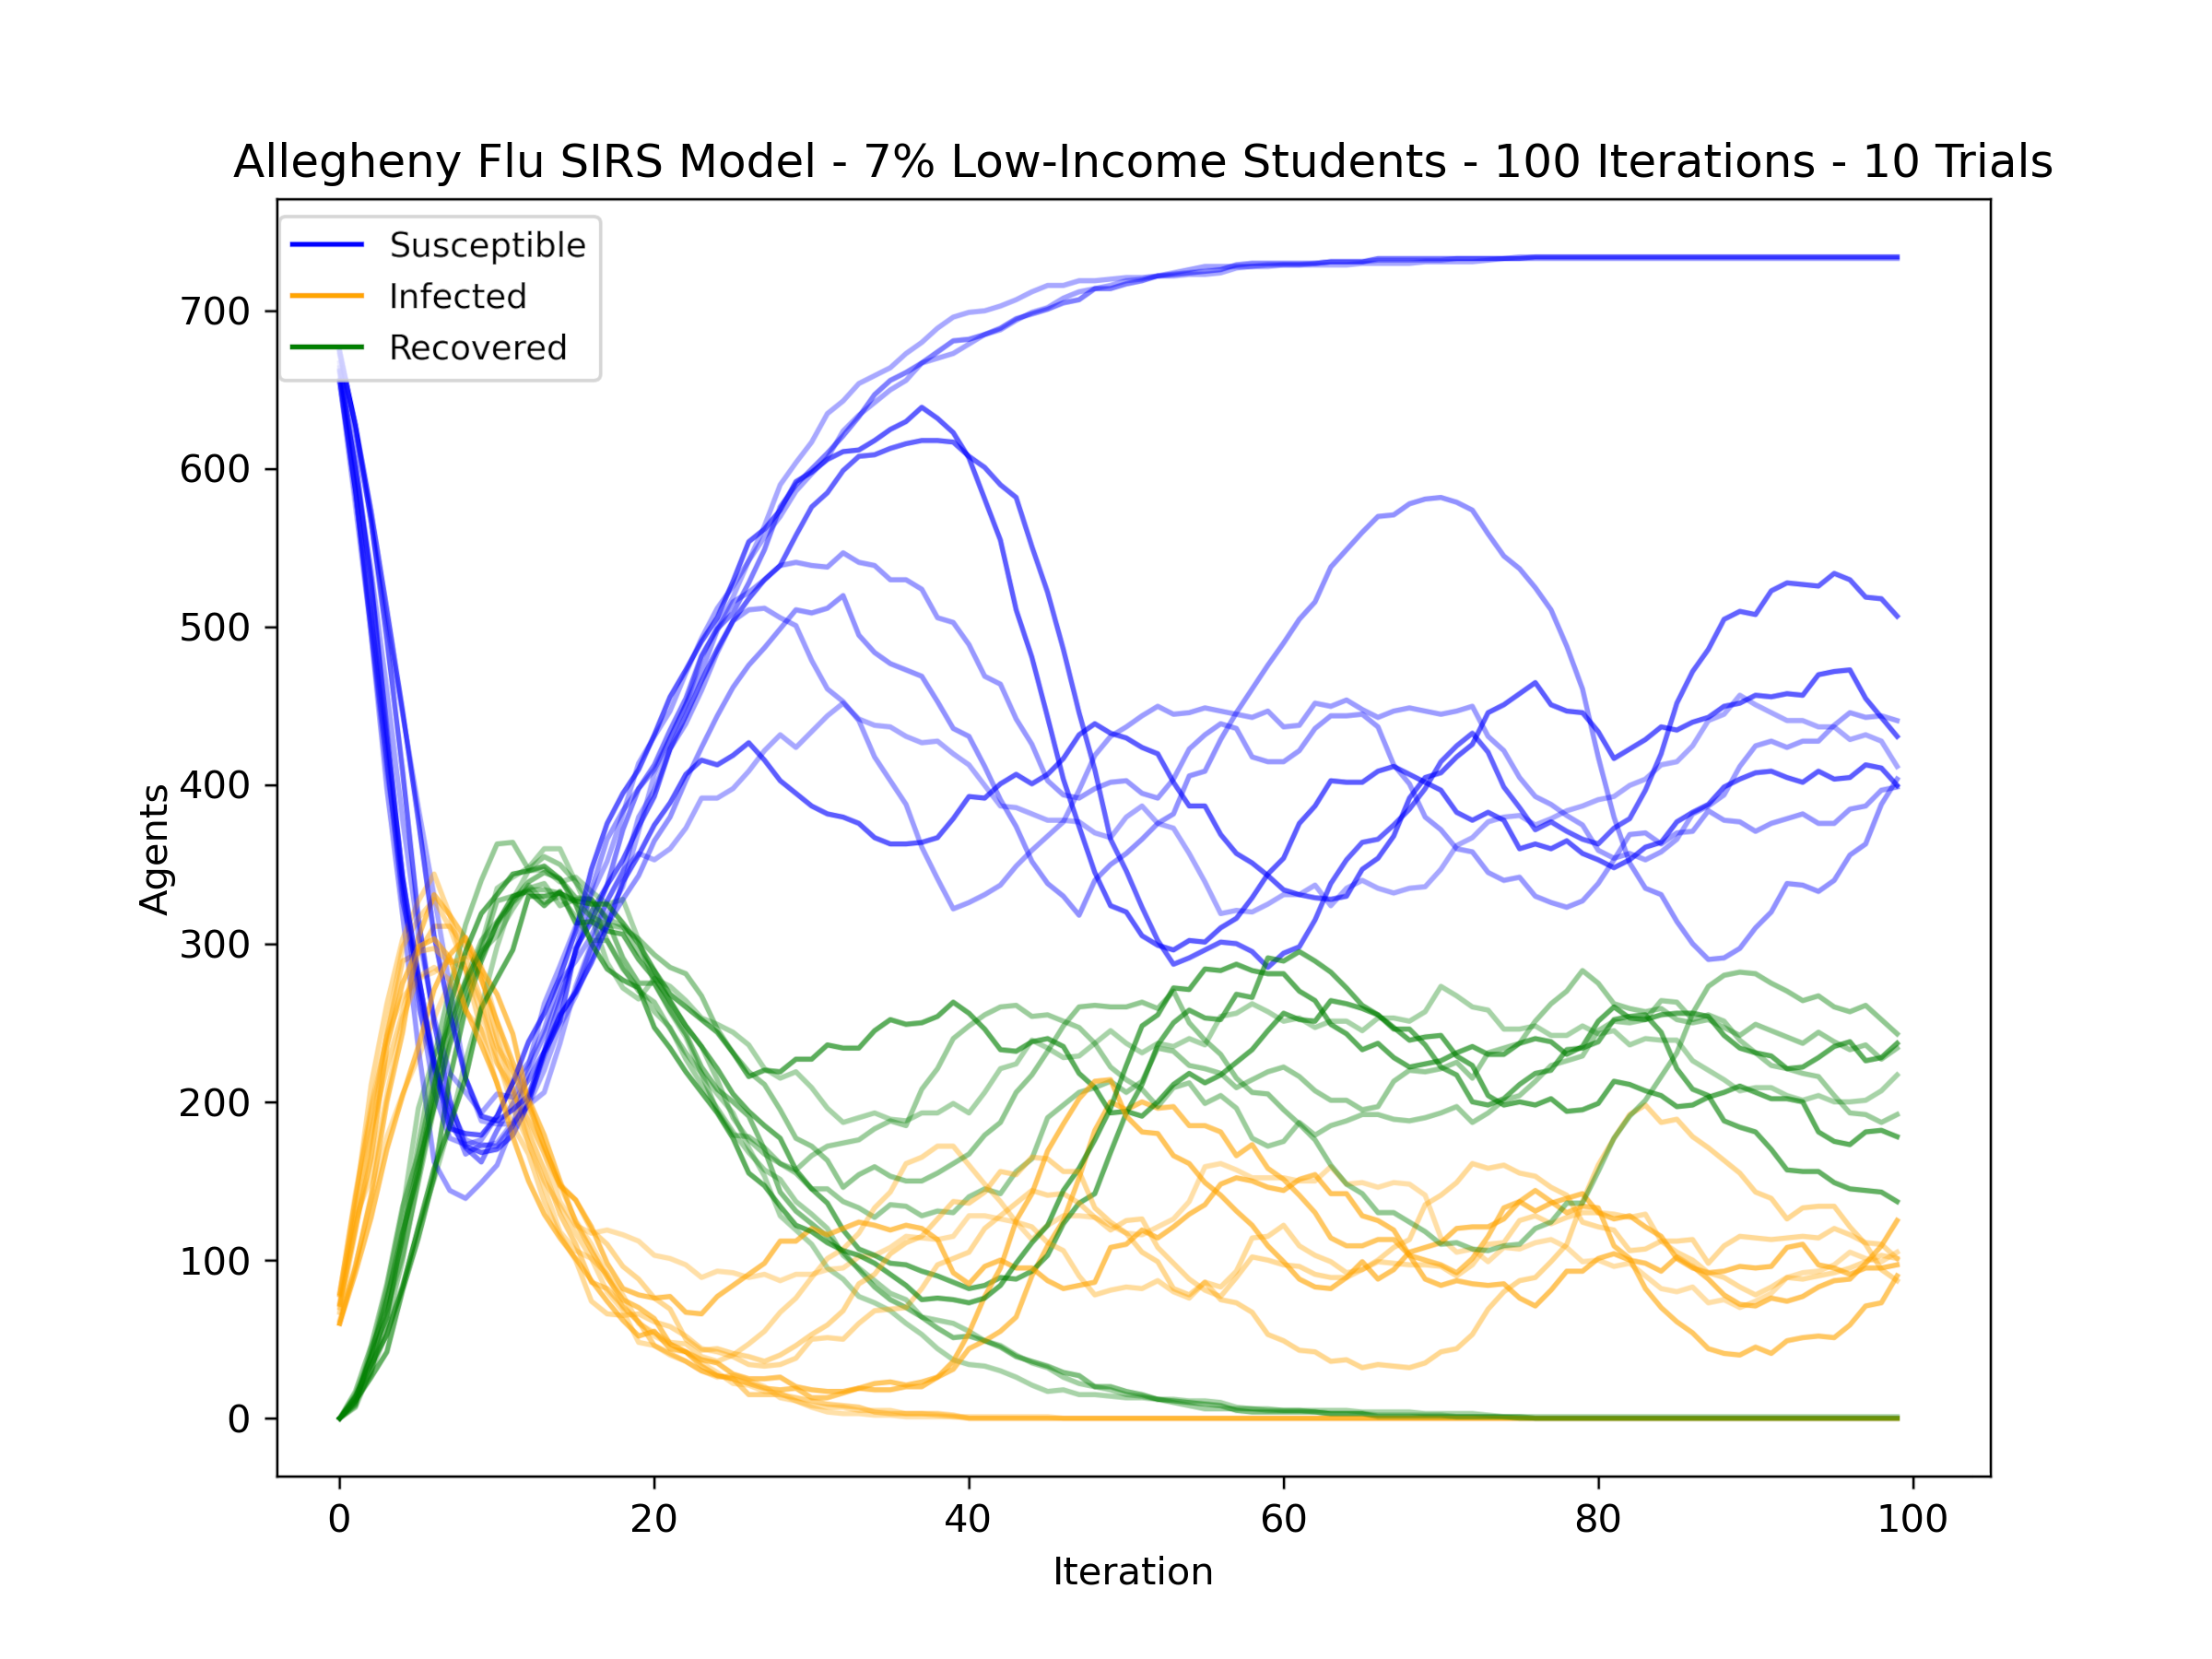 Allegheny Flu SIRS Model - 7% Low-Income Students - 100 Iterations - 10 Trials
Susceptible
Infected
Recovered
700
600
500
400
300
200
100
0
Agents
0 20 40 60 80 100
Iteration